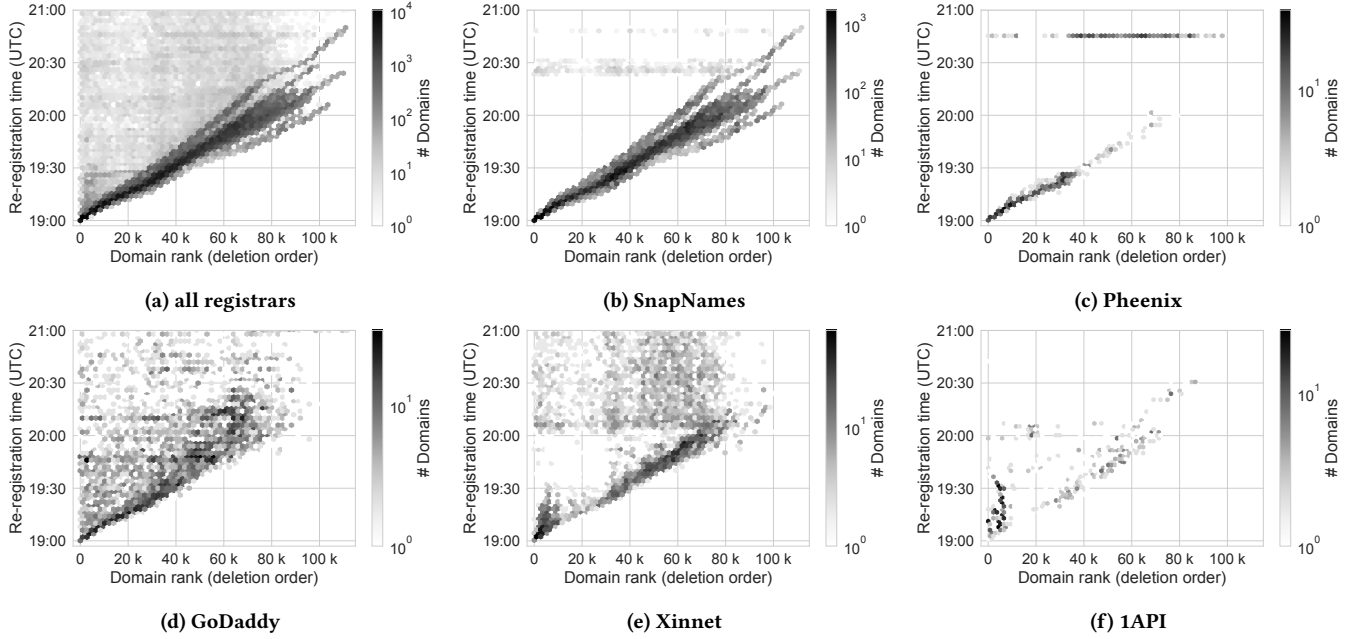 21:00
20:30
20:00
19:30
19:00
Re-registration time (UTC)
0 20 k 40 k 60 k 80 k 100 k
Domain rank (deletion order)
10^4
10^3
10^2
10^1
10^0
# Domains
(a) all registrars
21:00
20:30
20:00
19:30
19:00
Re-registration time (UTC)
0 20 k 40 k 60 k 80 k 100 k
Domain rank (deletion order)
10^3
10^2
10^1
10^0
# Domains
(b) SnapNames
21:00
20:30
20:00
19:30
19:00
Re-registration time (UTC)
0 20 k 40 k 60 k 80 k 100 k
Domain rank (deletion order)
10^1
10^0
# Domains
(c) Pheenix
21:00
20:30
20:00
19:30
19:00
Re-registration time (UTC)
0 20 k 40 k 60 k 80 k 100 k
Domain rank (deletion order)
10^1
10^0
# Domains
(d) GoDaddy
21:00
20:30
20:00
19:30
19:00
Re-registration time (UTC)
0 20 k 40 k 60 k 80 k 100 k
Domain rank (deletion order)
10^1
10^0
# Domains
(e) Xinnet
21:00
20:30
20:00
19:30
19:00
Re-registration time (UTC)
0 20 k 40 k 60 k 80 k 100 k
Domain rank (deletion order)
10^1
10^0
# Domains
(f) 1API